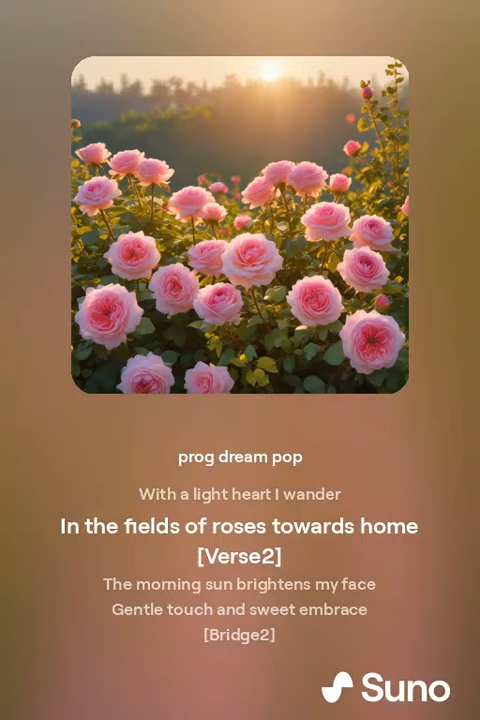 prog dream pop
With a light heart I wander
In the fields of roses towards home
[Verse2]
The morning sun brightens my face
Gentle touch and sweet embrace
[Bridge2]
Suno